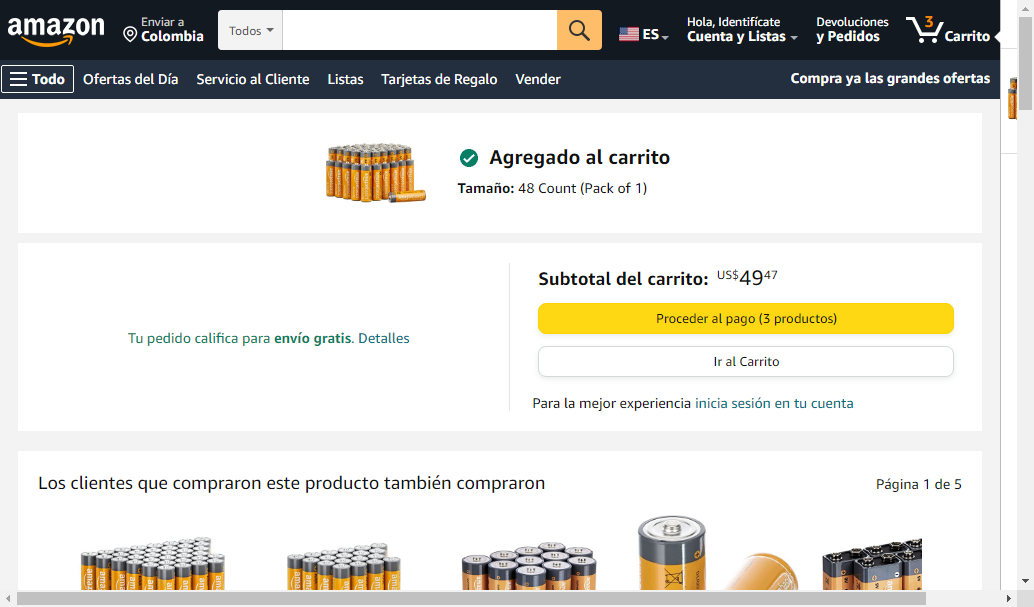 amazon
Enviar a
Colombia
Todos
ES
Hola, Identifícate
Cuenta y Listas
Devoluciones
y Pedidos
3
Carrito
Todo
Ofertas del Día
Servicio al Cliente
Listas
Tarjetas de Regalo
Vender
Compra ya las grandes ofertas
Agregado al carrito
Tamaño: 48 Count (Pack of 1)
Tu pedido califica para envío gratis. Detalles
Subtotal del carrito: US$4947
Proceder al pago (3 productos)
Ir al Carrito
Para la mejor experiencia inicia sesión en tu cuenta
Los clientes que compraron este producto también compraron
Página 1 de 5